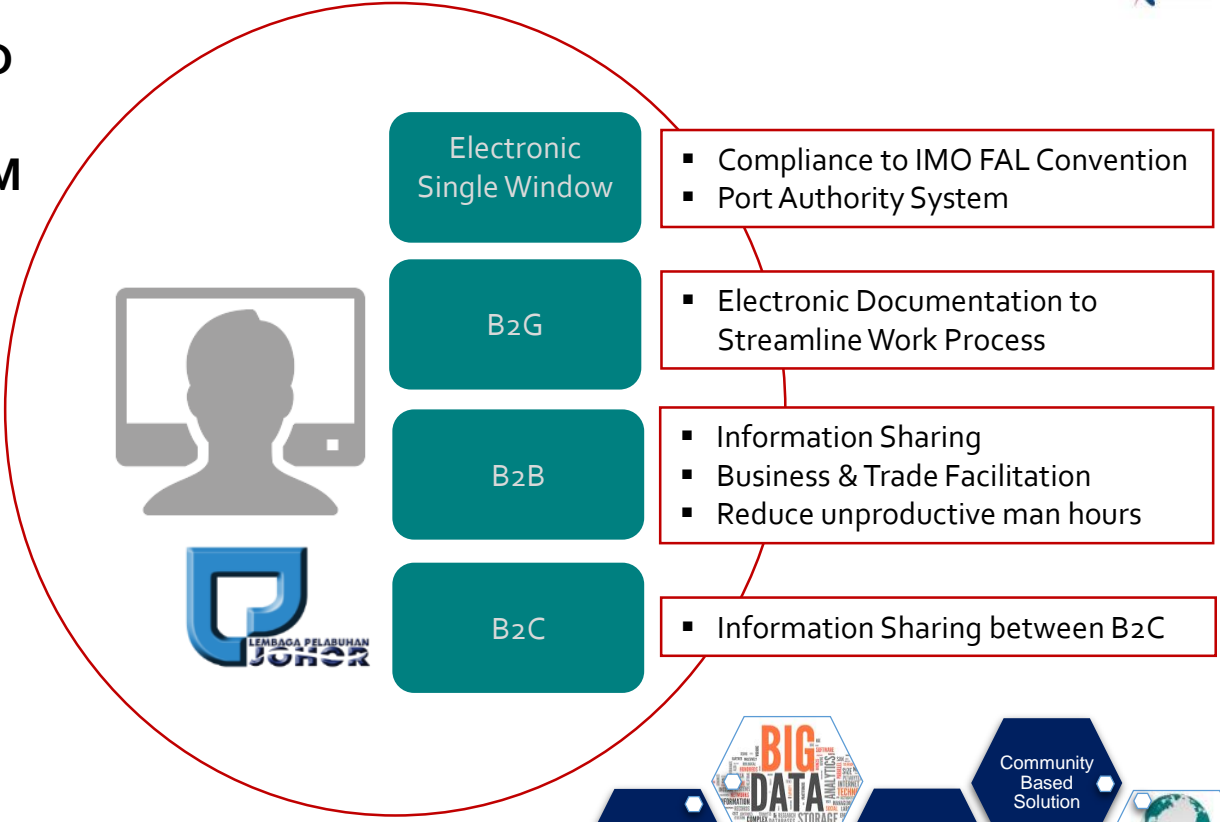 Electronic
Single Window
▪ Compliance to IMO FAL Convention
▪ Port Authority System
B2G
▪ Electronic Documentation to
Streamline Work Process
B2B
▪ Information Sharing
▪ Business & Trade Facilitation
▪ Reduce unproductive man hours
B2C
▪ Information Sharing between B2C
LEMBAGA PELABUHAN
JOHOR
BIG
DATA
STORAGE
ANALYTICS
Community
Based
Solution